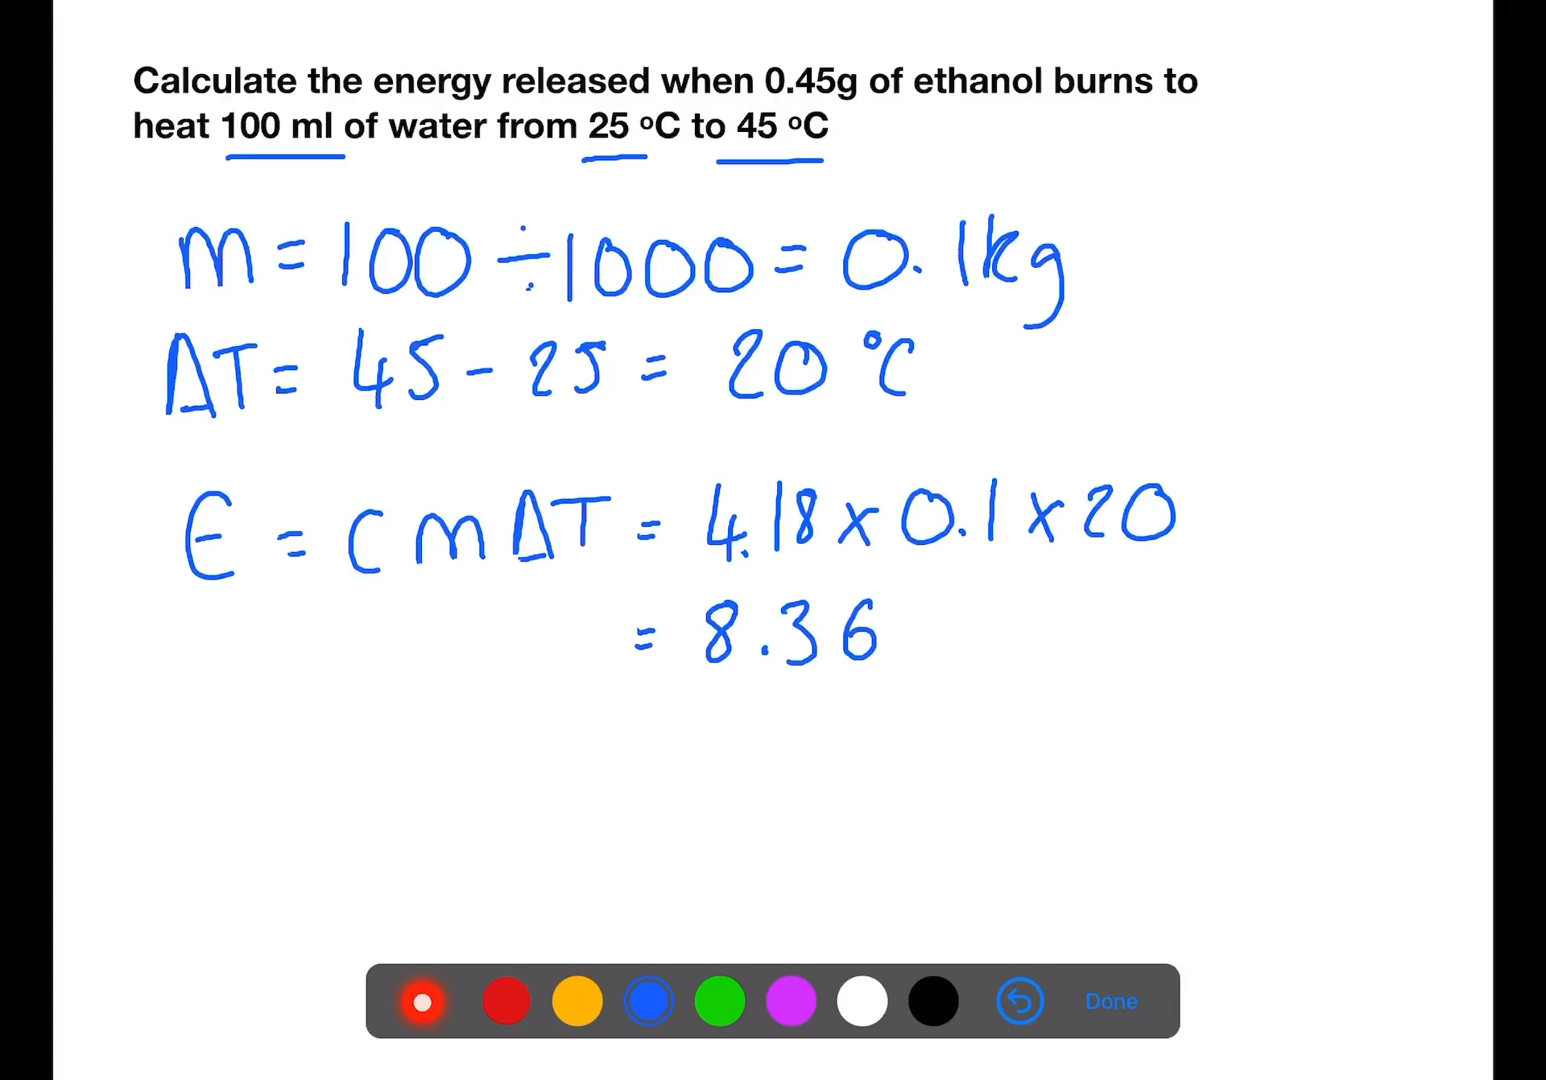 Calculate the energy released when 0.45g of ethanol burns to
heat 100 ml of water from 25 ºC to 45 ºC
m = 100 ÷ 1000 = 0.1kg
ΔT = 45 - 25 = 20 °C
E = c m ΔT = 4.18 x 0.1 x 20
= 8.36
Done